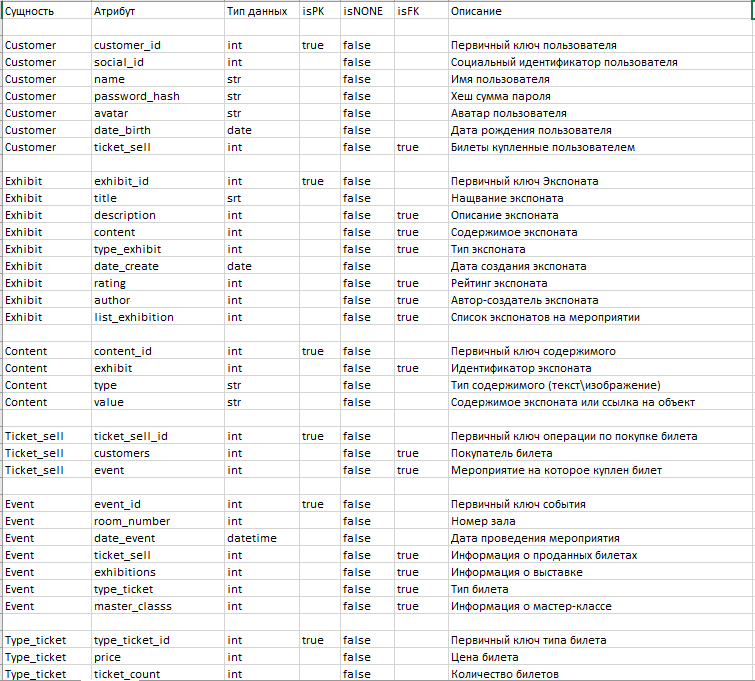 Сущность Атрибут Тип данных isPK isNONE isFK Описание
Customer customer_id int true false Первичный ключ пользователя
Customer social_id int false Социальный идентификатор пользователя
Customer name str false Имя пользователя
Customer password_hash str false Хеш сумма пароля
Customer avatar str false Аватар пользователя
Customer date_birth date false Дата рождения пользователя
Customer ticket_sell int false true Билеты купленные пользователем
Exhibit exhibit_id int true false Первичный ключ Экспоната
Exhibit title srt false Нащвание экспоната
Exhibit description int false true Описание экспоната
Exhibit content int false true Содержимое экспоната
Exhibit type_exhibit int false true Тип экспоната
Exhibit date_create date false Дата создания экспоната
Exhibit rating int false true Рейтинг экспоната
Exhibit author int false true Автор-создатель экспоната
Exhibit list_exhibition int false true Список экспонатов на мероприятии
Content content_id int true false Первичный ключ содержимого
Content exhibit int false true Идентификатор экспоната
Content type str false Тип содержимого (текст\изображение)
Content value str false Содержимое экспоната или ссылка на объект
Ticket_sell ticket_sell_id int true false Первичный ключ операции по покупке билета
Ticket_sell customers int false true Покупатель билета
Ticket_sell event int false true Мероприятие на которое куплен билет
Event event_id int true false Первичный ключ события
Event room_number int false Номер зала
Event date_event datetime false Дата проведения мероприятия
Event ticket_sell int false true Информация о проданных билетах
Event exhibitions int false true Информация о выставке
Event type_ticket int false true Тип билета
Event master_classs int false true Информация о мастер-классе
Type_ticket type_ticket_id int true false Первичный ключ типа билета
Type_ticket price int false Цена билета
Type_ticket ticket_count int false Количество билетов